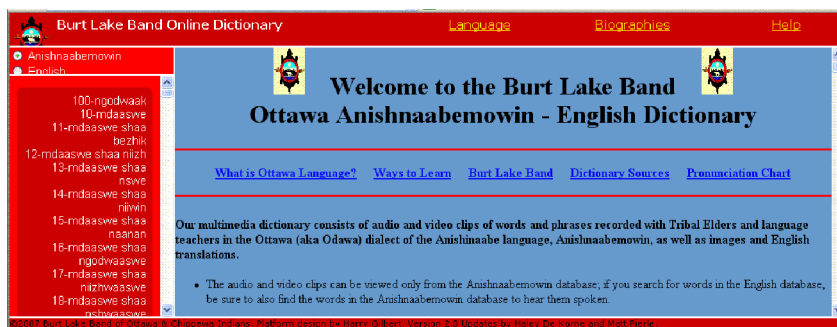 Burt Lake Band Online Dictionary
Language
Biographies
Help
Anishnaabemowin
English
100-ngodwaak
10-mdaaswe
11-mdaaswe shaa
bezhik
12-mdaaswe shaa niizh
13-mdaaswe shaa
nswe
14-mdaaswe shaa
niiwin
15-mdaaswe shaa
naanan
16-mdaaswe shaa
ngodwaaswe
17-mdaaswe shaa
niizhvaaswe
18-mdaaswe shaa
nshwaaswe
Welcome to the Burt Lake Band
Ottawa Anishnaabemowin - English Dictionary
What is Ottawa Language?
Ways to Learn
Burt Lake Band
Dictionary Sources
Pronunciation Chart
Our multimedia dictionary consists of audio and video clips of words and phrases recorded with Tribal Elders and language
teachers in the Ottawa (aka Odawa) dialect of the Anishinaabe language, Anishnaabemowin, as well as images and English
translations.
• The audio and video clips can be viewed only from the Anishnaabemowin database; if you search for words in the English database,
be sure to also find the words in the Anishnaabemowin database to hear them spoken.
©2007 Burt Lake Band of Ottawa & Chippewa Indians. Platform design by Harry Gilbert. Version 2.0 Updates by Haley De Korne and Matt Pierle